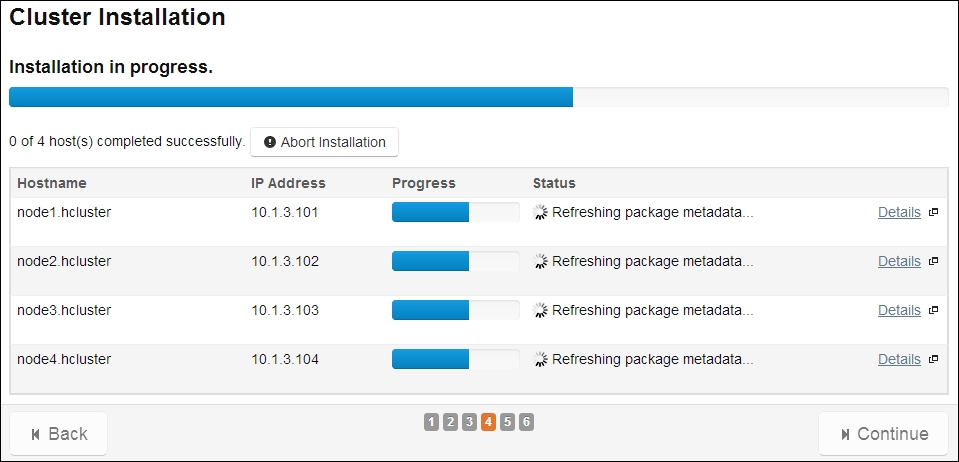 Cluster Installation
Installation in progress.
0 of 4 host(s) completed successfully. Abort Installation
Hostname IP Address Progress Status
node1.hcluster 10.1.3.101 Refreshing package metadata... Details
node2.hcluster 10.1.3.102 Refreshing package metadata... Details
node3.hcluster 10.1.3.103 Refreshing package metadata... Details
node4.hcluster 10.1.3.104 Refreshing package metadata... Details
Back 1 2 3 4 5 6 Continue